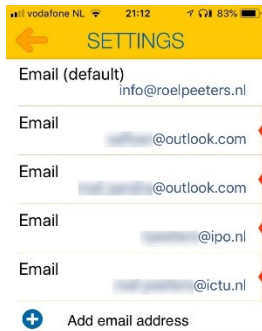 vodafone NL 21:12 83%
SETTINGS
Email (default)
info@roelpeeters.nl
Email
@outlook.com
Email
@outlook.com
Email
@ipo.nl
Email
@ictu.nl
Add email address